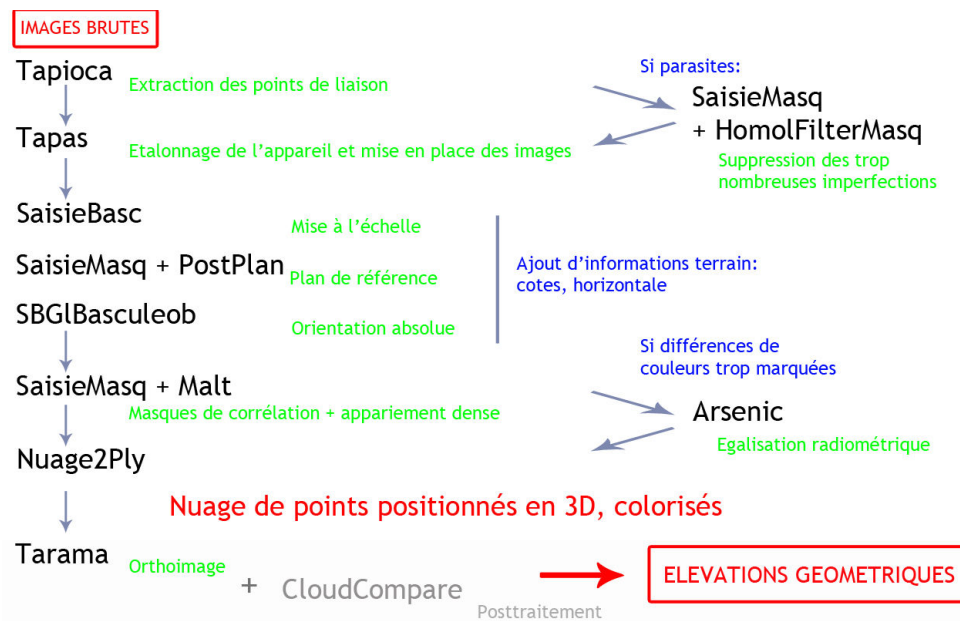 IMAGES BRUTES
Tapioca
Extraction des points de liaison
Si parasites:
SaisieMasq
+ HomolFilterMasq
Suppression des trop
nombreuses imperfections
Tapas
Etalonnage de l'appareil et mise en place des images
SaisieBasc
Mise à l'échelle
SaisieMasq + PostPlan
Plan de référence
Ajout d'informations terrain:
cotes, horizontale
SBGlBasculeob
Orientation absolue
Si différences de
couleurs trop marquées
SaisieMasq + Malt
Masques de corrélation + appariement dense
Arsenic
Egalisation radiométrique
Nuage2Ply
Nuage de points positionnés en 3D, colorisés
Tarama
Orthoimage
+ CloudCompare
Posttraitement
ELEVATIONS GEOMETRIQUES